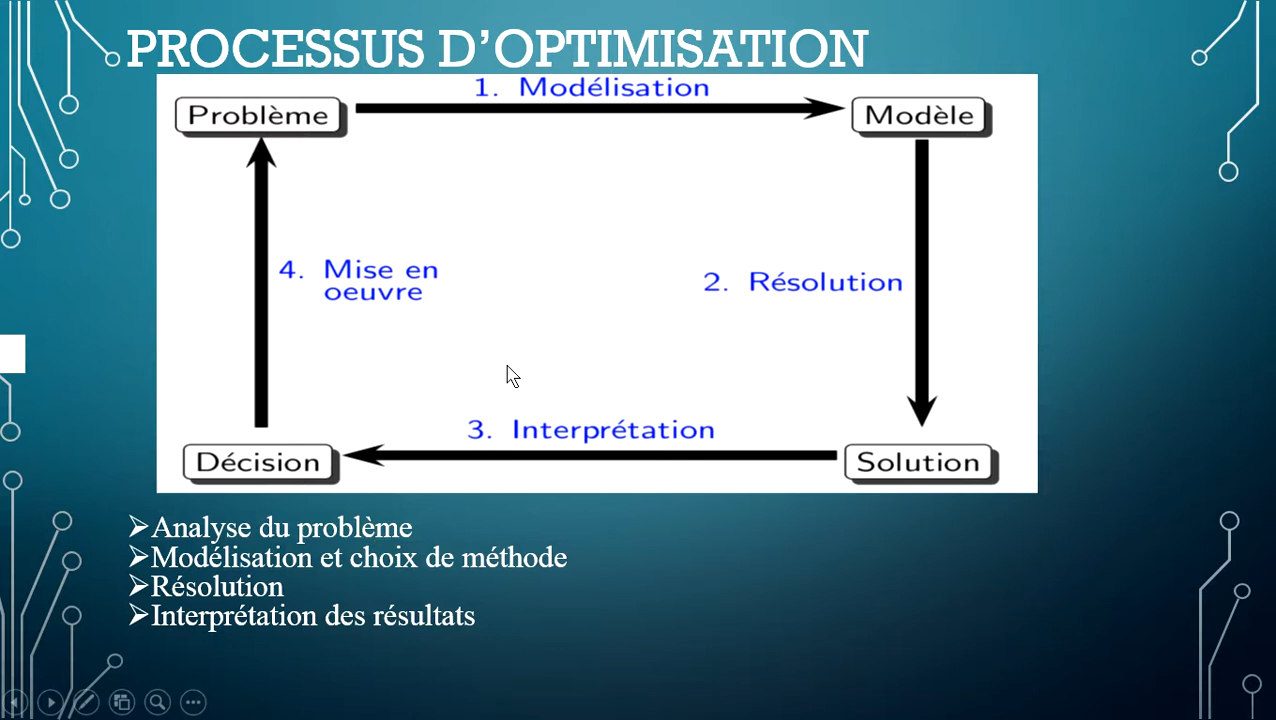 PROCESSUS D’OPTIMISATION
1. Modélisation
Problème
Modèle
4. Mise en
oeuvre
2. Résolution
3. Interprétation
Décision
Solution
➢Analyse du problème
➢Modélisation et choix de méthode
➢Résolution
➢Interprétation des résultats